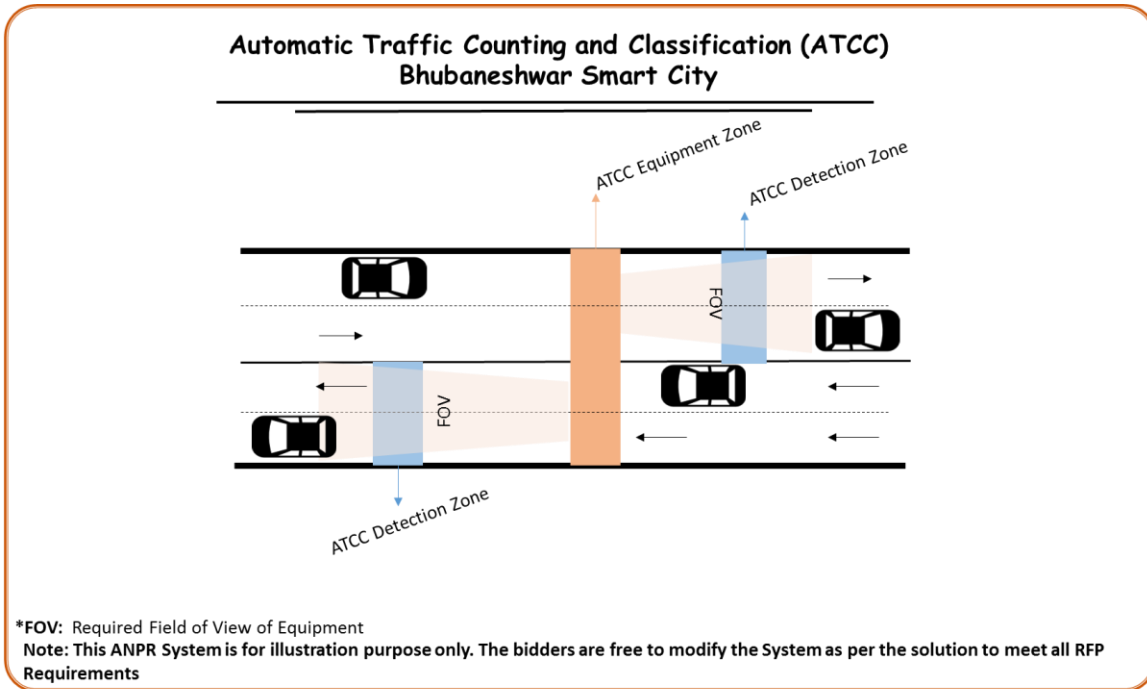 Automatic Traffic Counting and Classification (ATCC)
Bhubaneshwar Smart City
ATCC Equipment Zone
ATCC Detection Zone
FOV
FOV
ATCC Detection Zone
*FOV: Required Field of View of Equipment
Note: This ANPR System is for illustration purpose only. The bidders are free to modify the System as per the solution to meet all RFP
Requirements